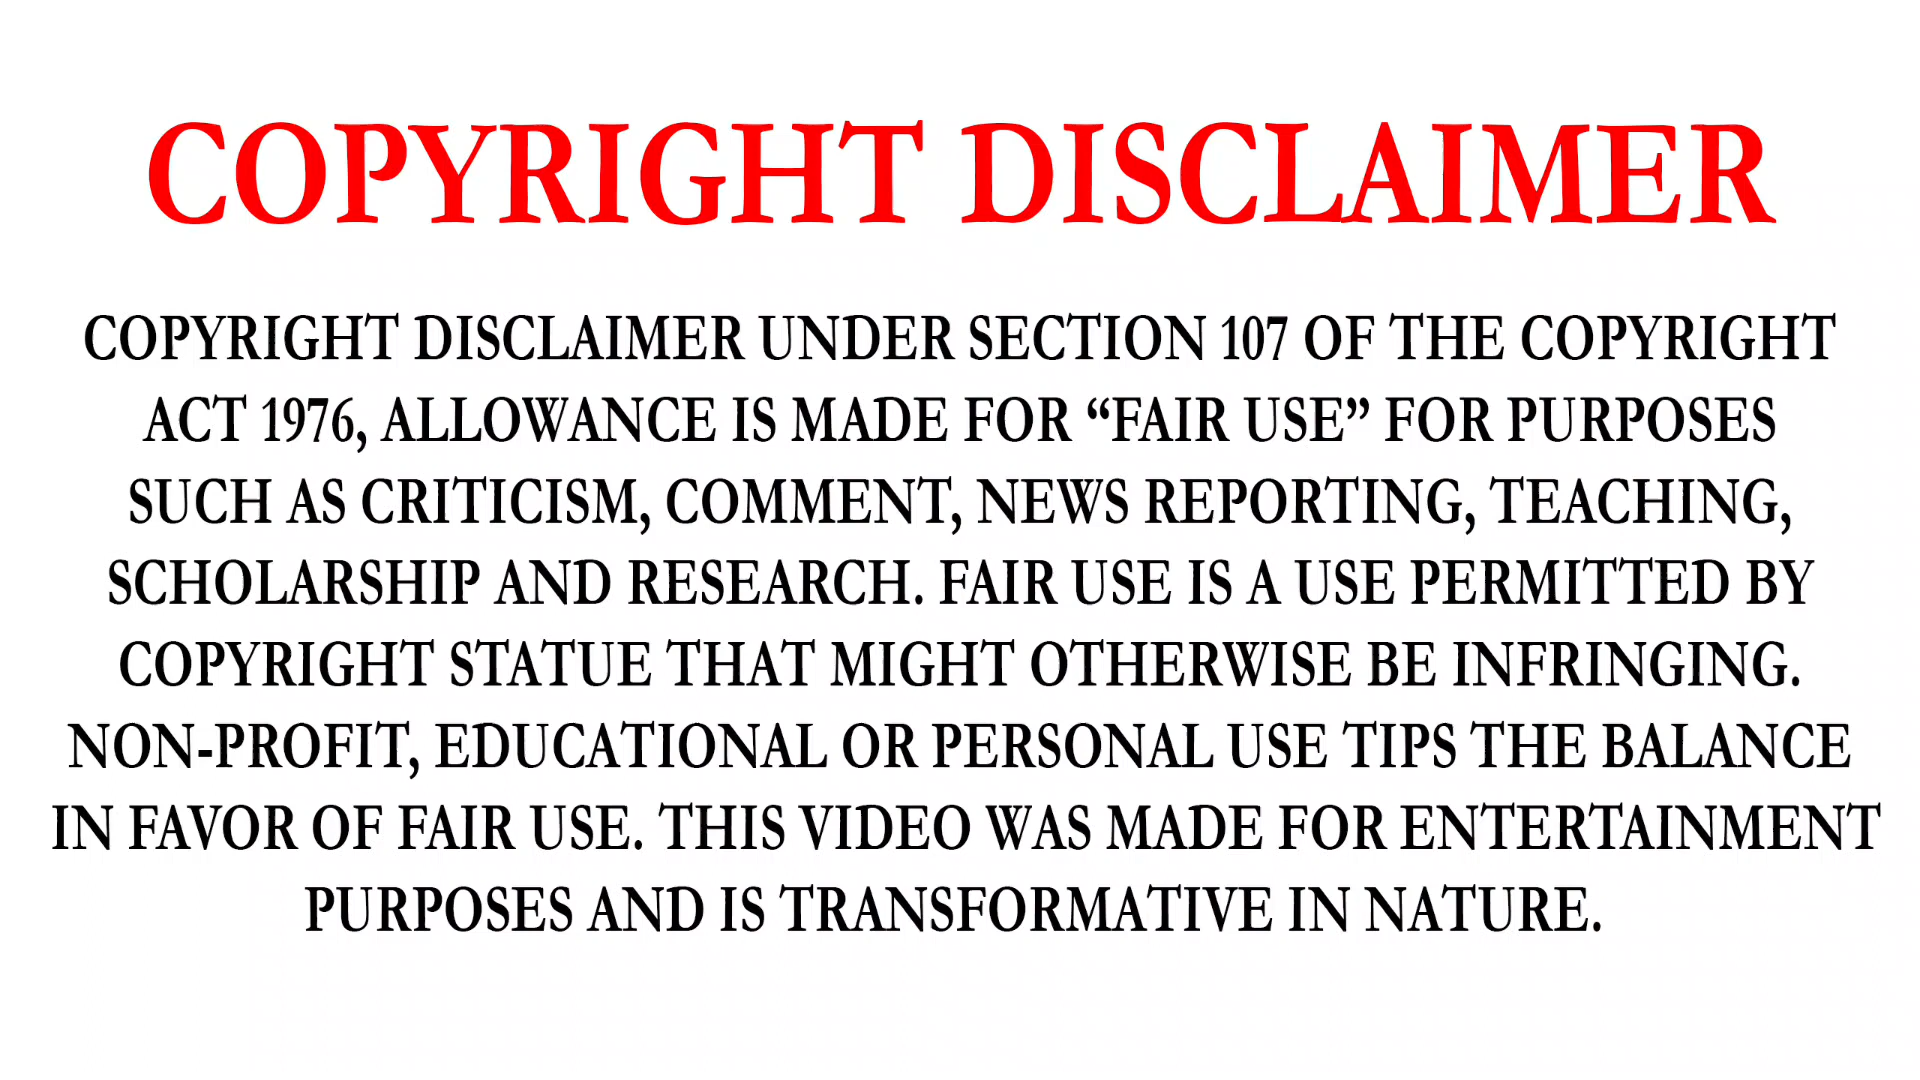 COPYRIGHT DISCLAIMER
COPYRIGHT DISCLAIMER UNDER SECTION 107 OF THE COPYRIGHT
ACT 1976, ALLOWANCE IS MADE FOR “FAIR USE” FOR PURPOSES
SUCH AS CRITICISM, COMMENT, NEWS REPORTING, TEACHING,
SCHOLARSHIP AND RESEARCH. FAIR USE IS A USE PERMITTED BY
COPYRIGHT STATUE THAT MIGHT OTHERWISE BE INFRINGING.
NON-PROFIT, EDUCATIONAL OR PERSONAL USE TIPS THE BALANCE
IN FAVOR OF FAIR USE. THIS VIDEO WAS MADE FOR ENTERTAINMENT
PURPOSES AND IS TRANSFORMATIVE IN NATURE.